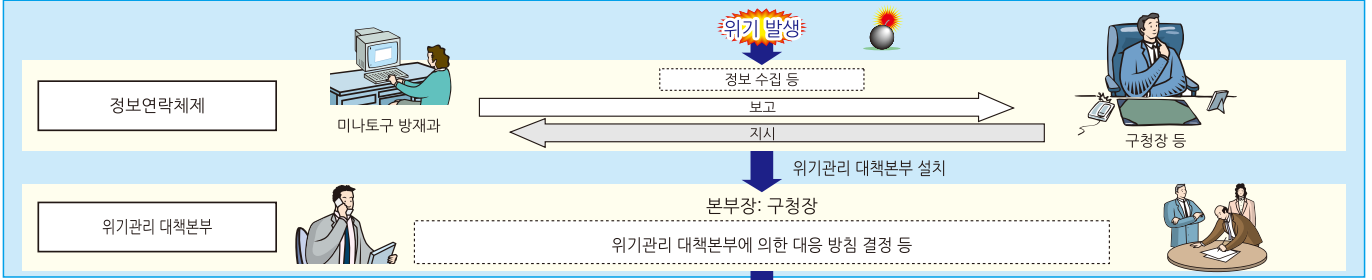 위기 발생
정보 수집 등
정보연락체제
보고
미나토구 방재과
지시
구청장 등
위기관리 대책본부 설치
본부장: 구청장
위기관리 대책본부
위기관리 대책본부에 의한 대응 방침 결정 등